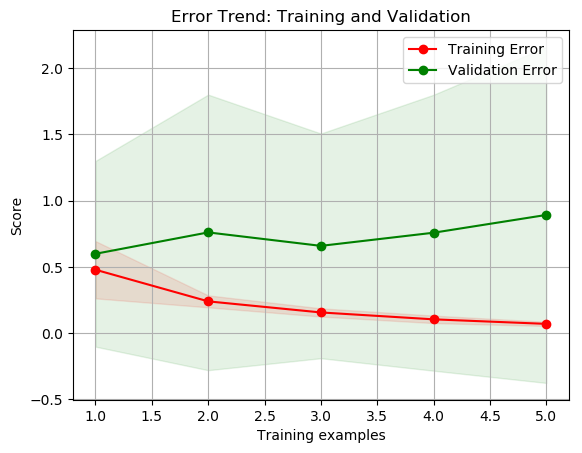 Error Trend: Training and Validation
Training Error
Validation Error
Score
2.0
1.5
1.0
0.5
0.0
−0.5
1.0 1.5 2.0 2.5 3.0 3.5 4.0 4.5 5.0
Training examples